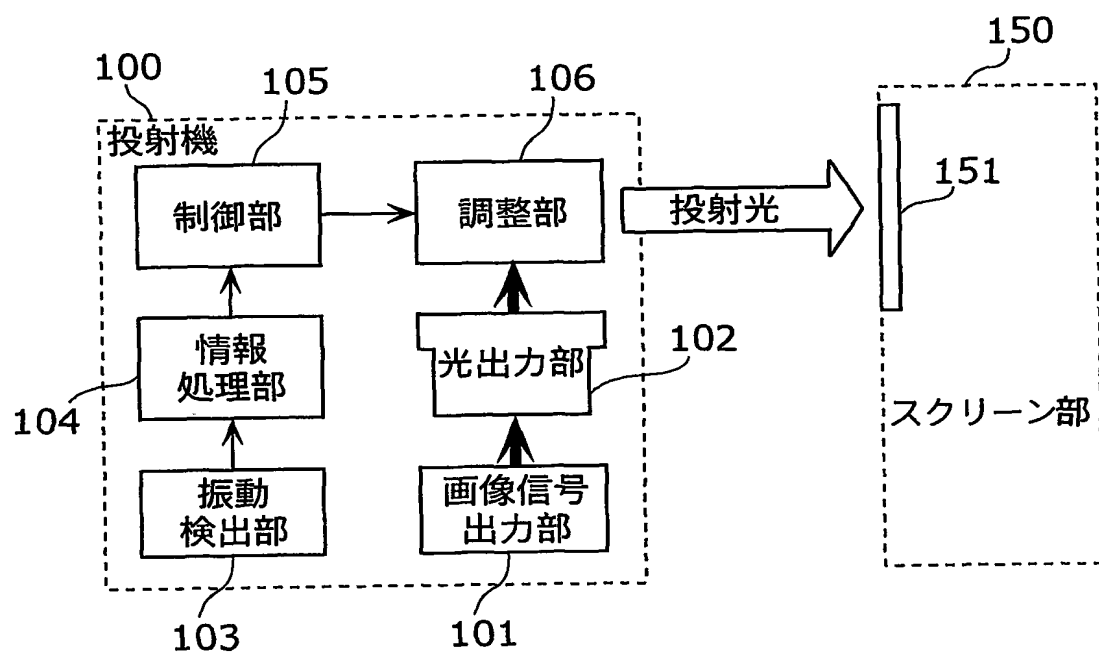 150
100
105
106
投射機
制御部
調整部
投射光
151
情報
処理部
光出力部
102
104
スクリーン部
振動
検出部
画像信号
出力部
103
101